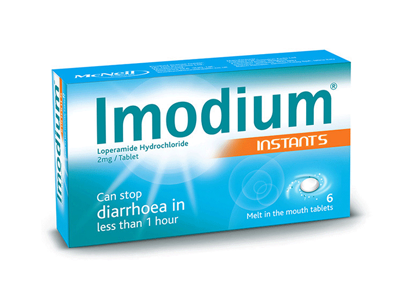 McNeil
Imodium®
INSTANTS
Loperamide Hydrochloride
2mg / Tablet
Can stop
diarrhoea in
less than 1 hour
6
Melt in the mouth tablets
Imodium
INSTANTS